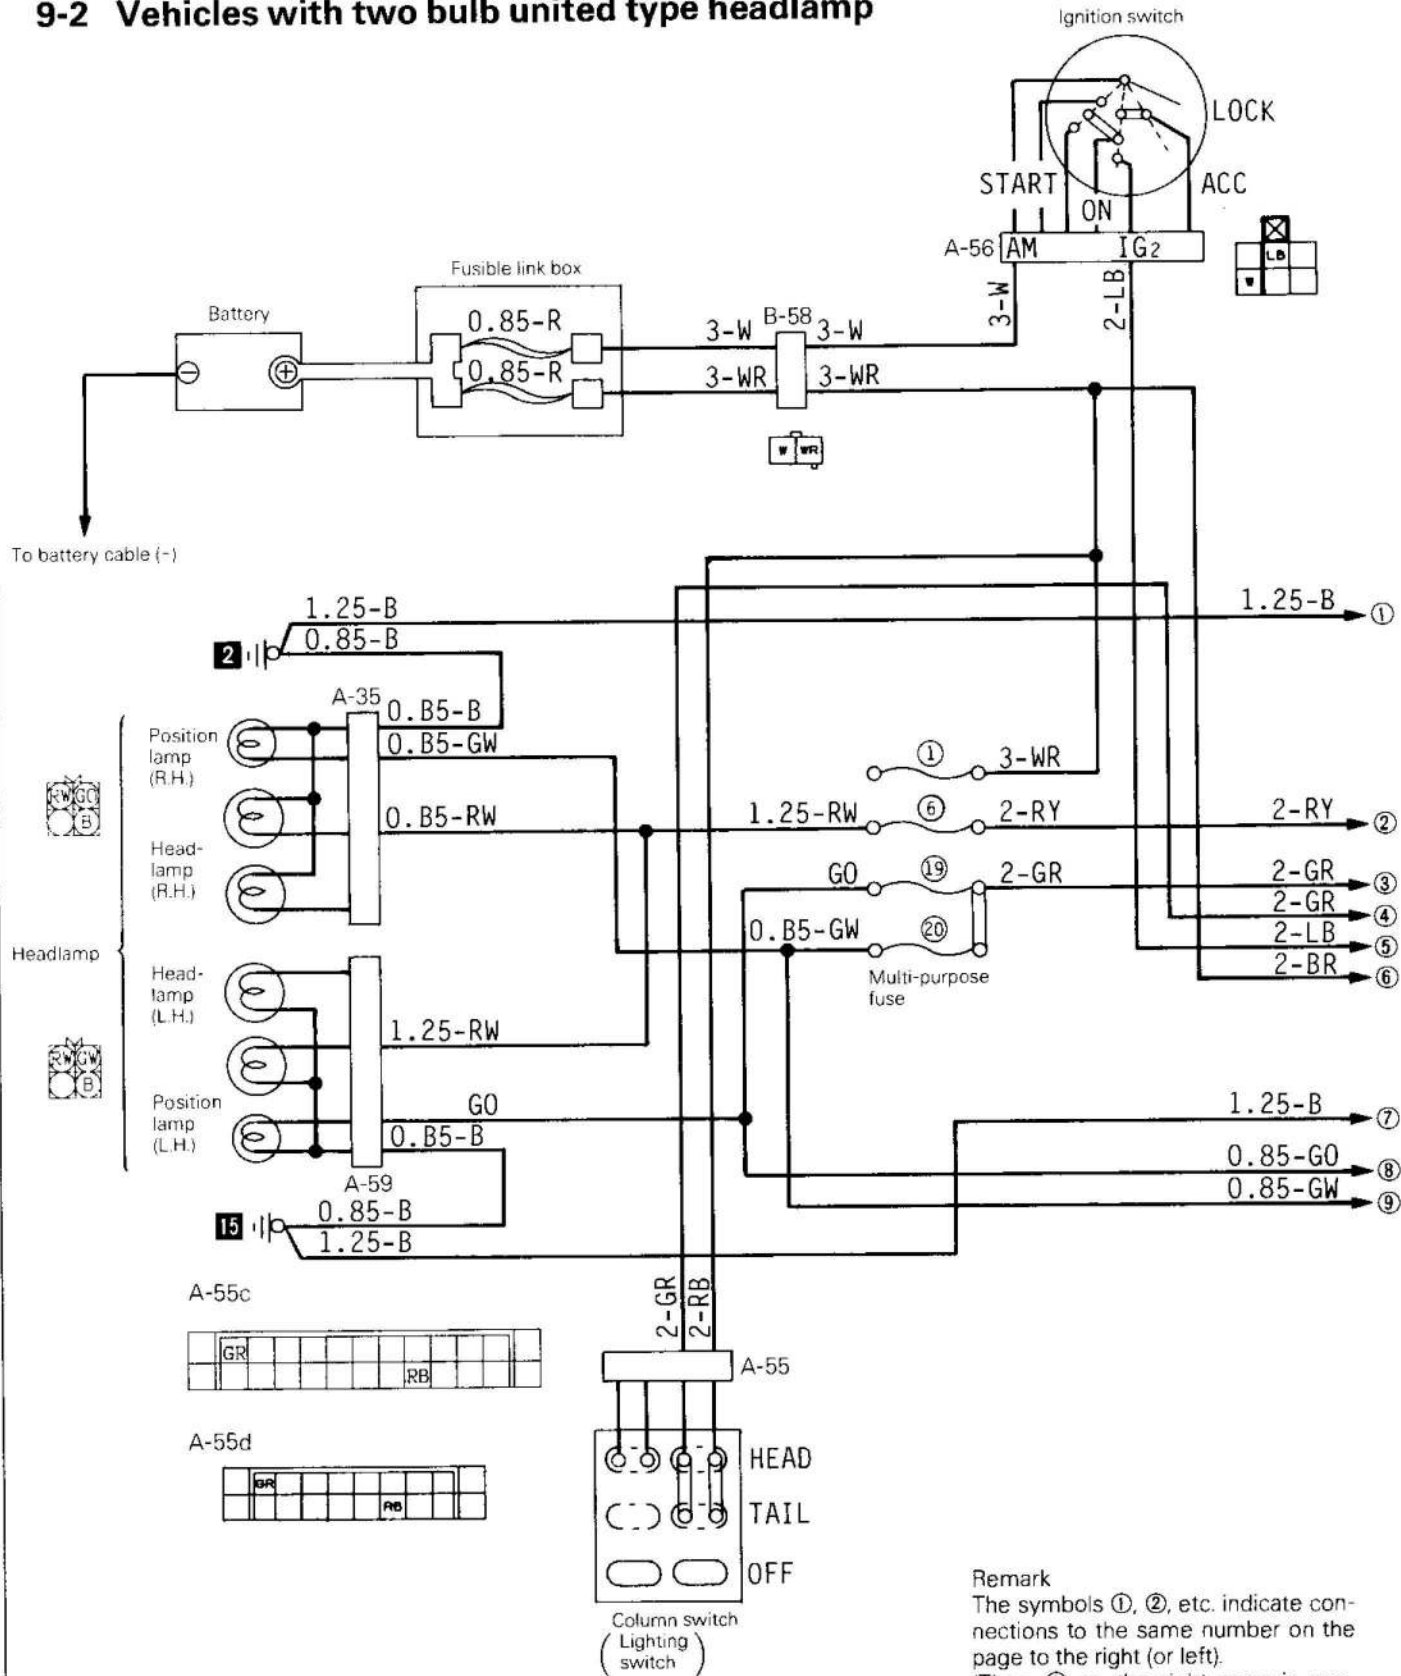 9-2 Vehicles with two bulb united type headlamp
Ignition switch
LOCK
START
ACC
ON
A-56 AM IG2
LB
W
3-W
2-LB
Fusible link box
Battery
0.85-R
0.85-R
3-W B-58 3-W
3-WR 3-WR
W WR
To battery cable (-)
1.25-B
0.85-B
2
1.25-B ①
A-35
0.B5-B
0.B5-GW
Position
lamp
(R.H.)
① 3-WR
RW GO
B
0.B5-RW
1.25-RW ⑥ 2-RY 2-RY ②
Head-
lamp
(R.H.)
GO ⑲ 2-GR 2-GR ③
2-GR ④
0.B5-GW ⑳
2-LB ⑤
2-BR ⑥
Multi-purpose
fuse
Headlamp
Head-
lamp
(L.H.)
1.25-RW
RW GW
B
Position
lamp
(L.H.)
GO
0.B5-B
1.25-B ⑦
0.85-GO ⑧
0.85-GW ⑨
A-59
0.85-B
15
1.25-B
A-55c
GR
RB
2-GR
2-RB
A-55
A-55d
GR
RB
HEAD
TAIL
OFF
Column switch
(Lighting
switch)
Remark
The symbols ①, ②, etc. indicate con-
nections to the same number on the
page to the right (or left).